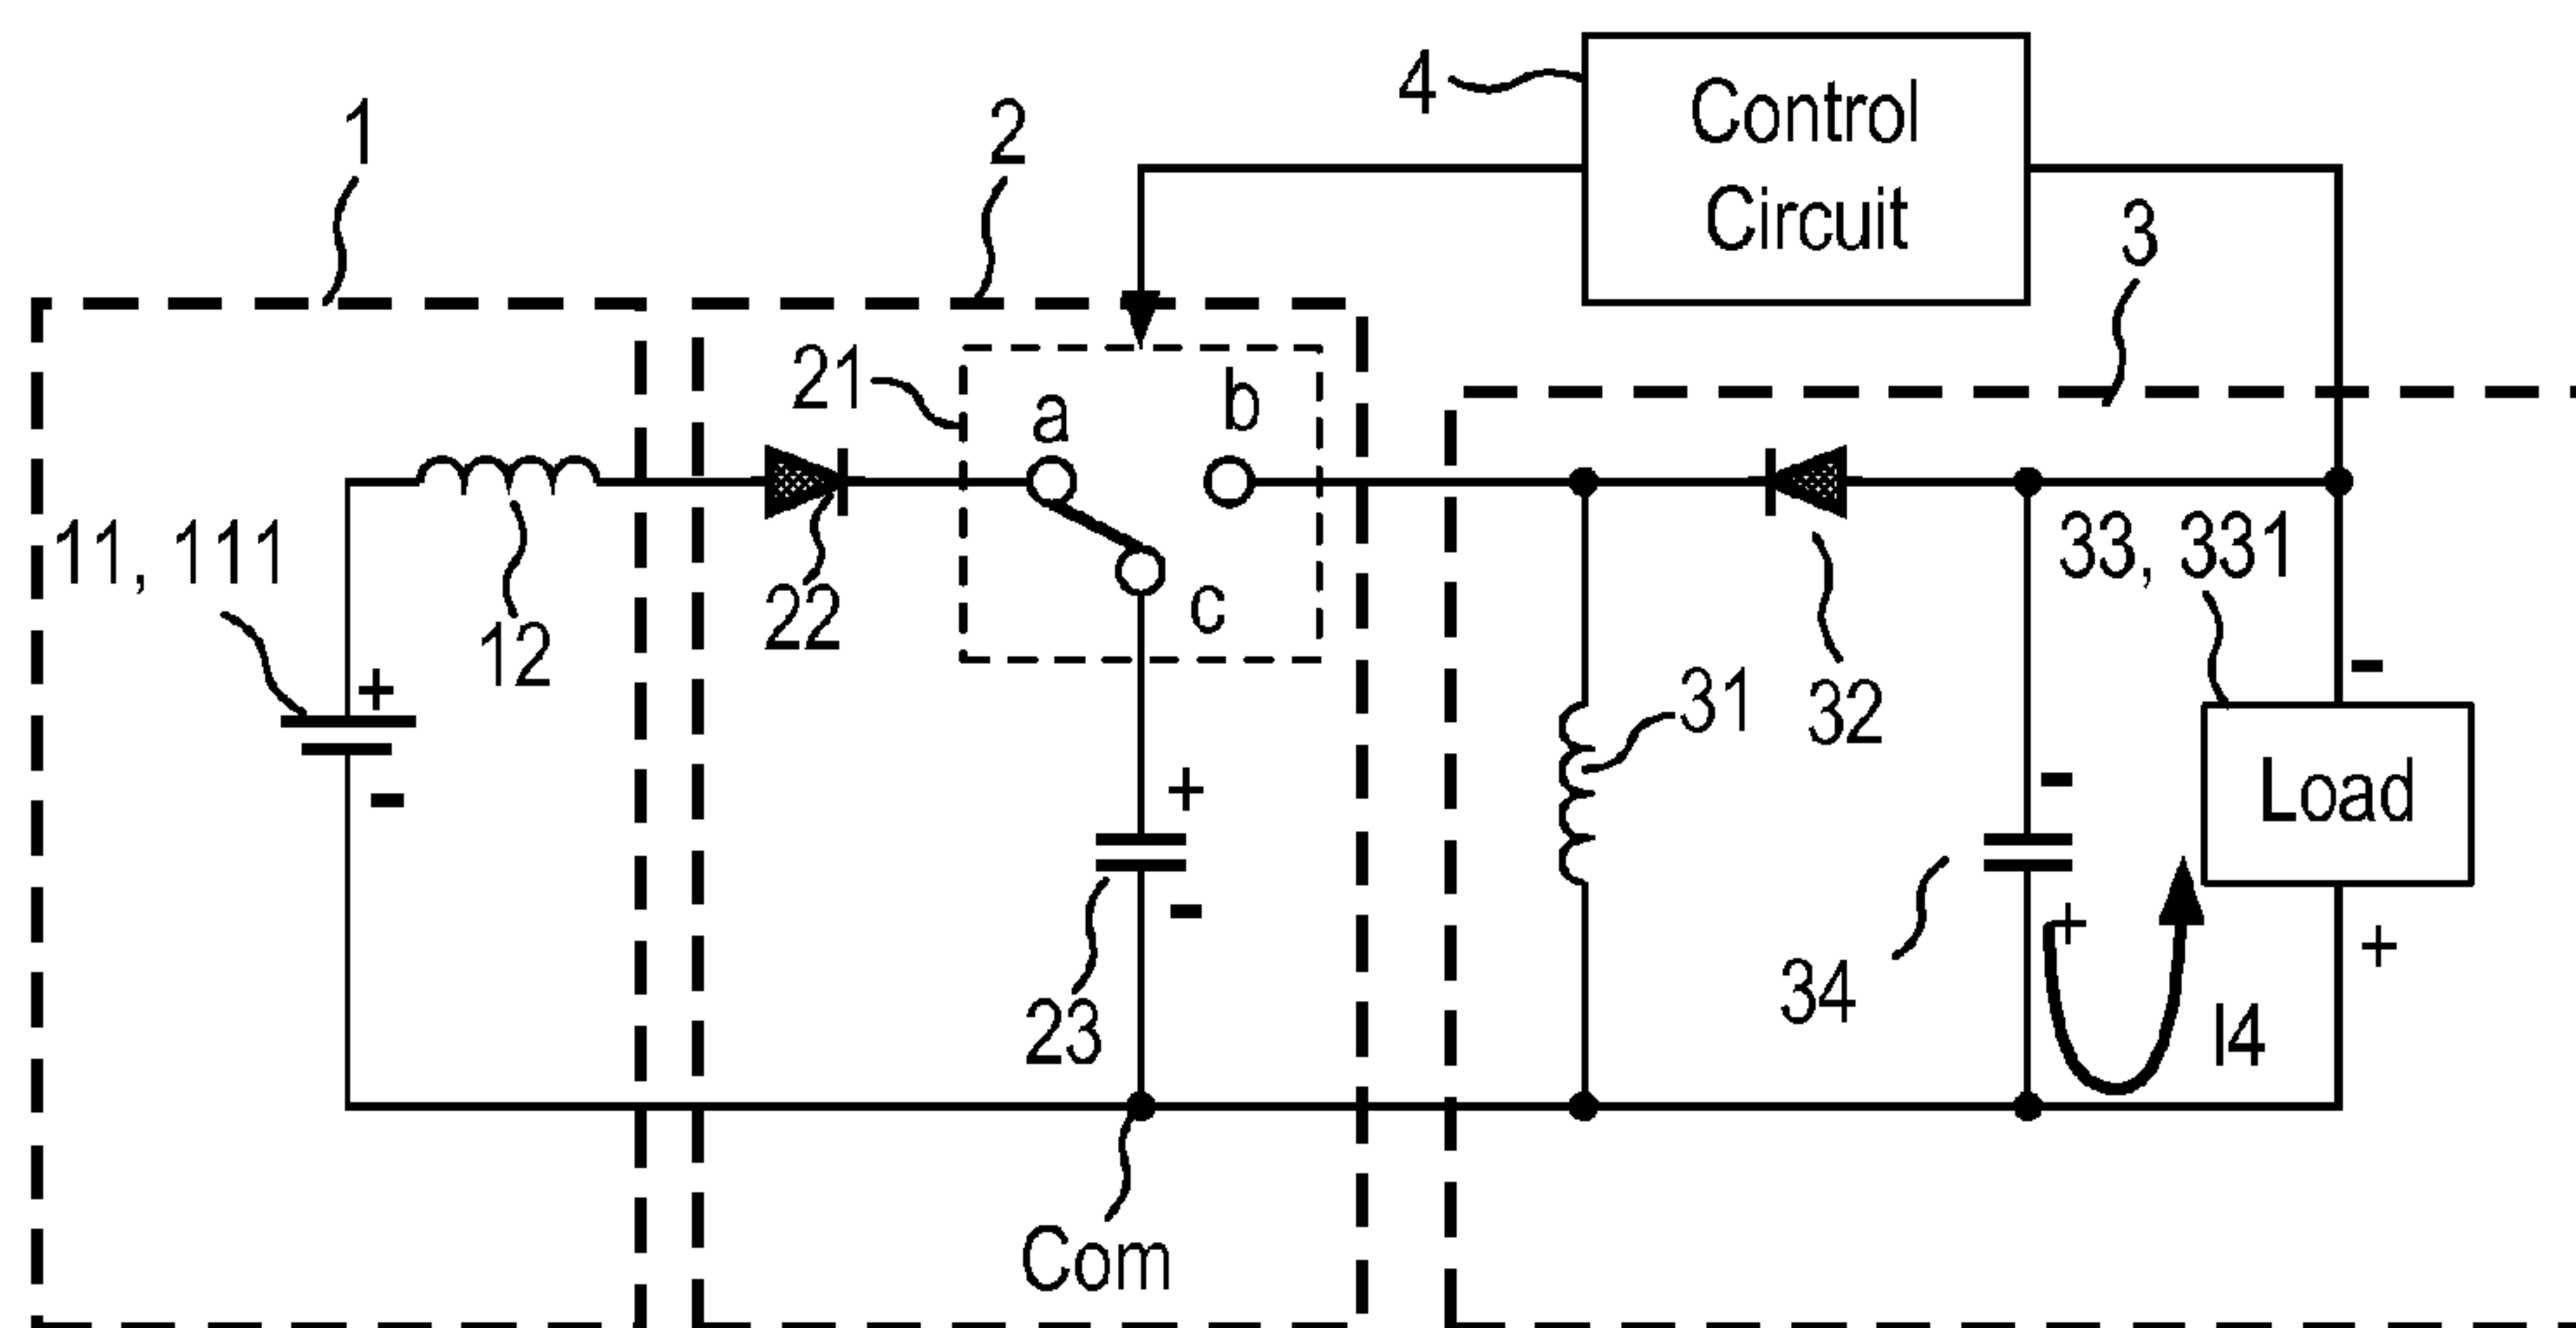 4
Control
Circuit
1
2
3
21
a
b
11, 111
12
22
c
33, 331
+
-
31
32
-
+
-
Load
-
+
23
34
+
+
I4
Com